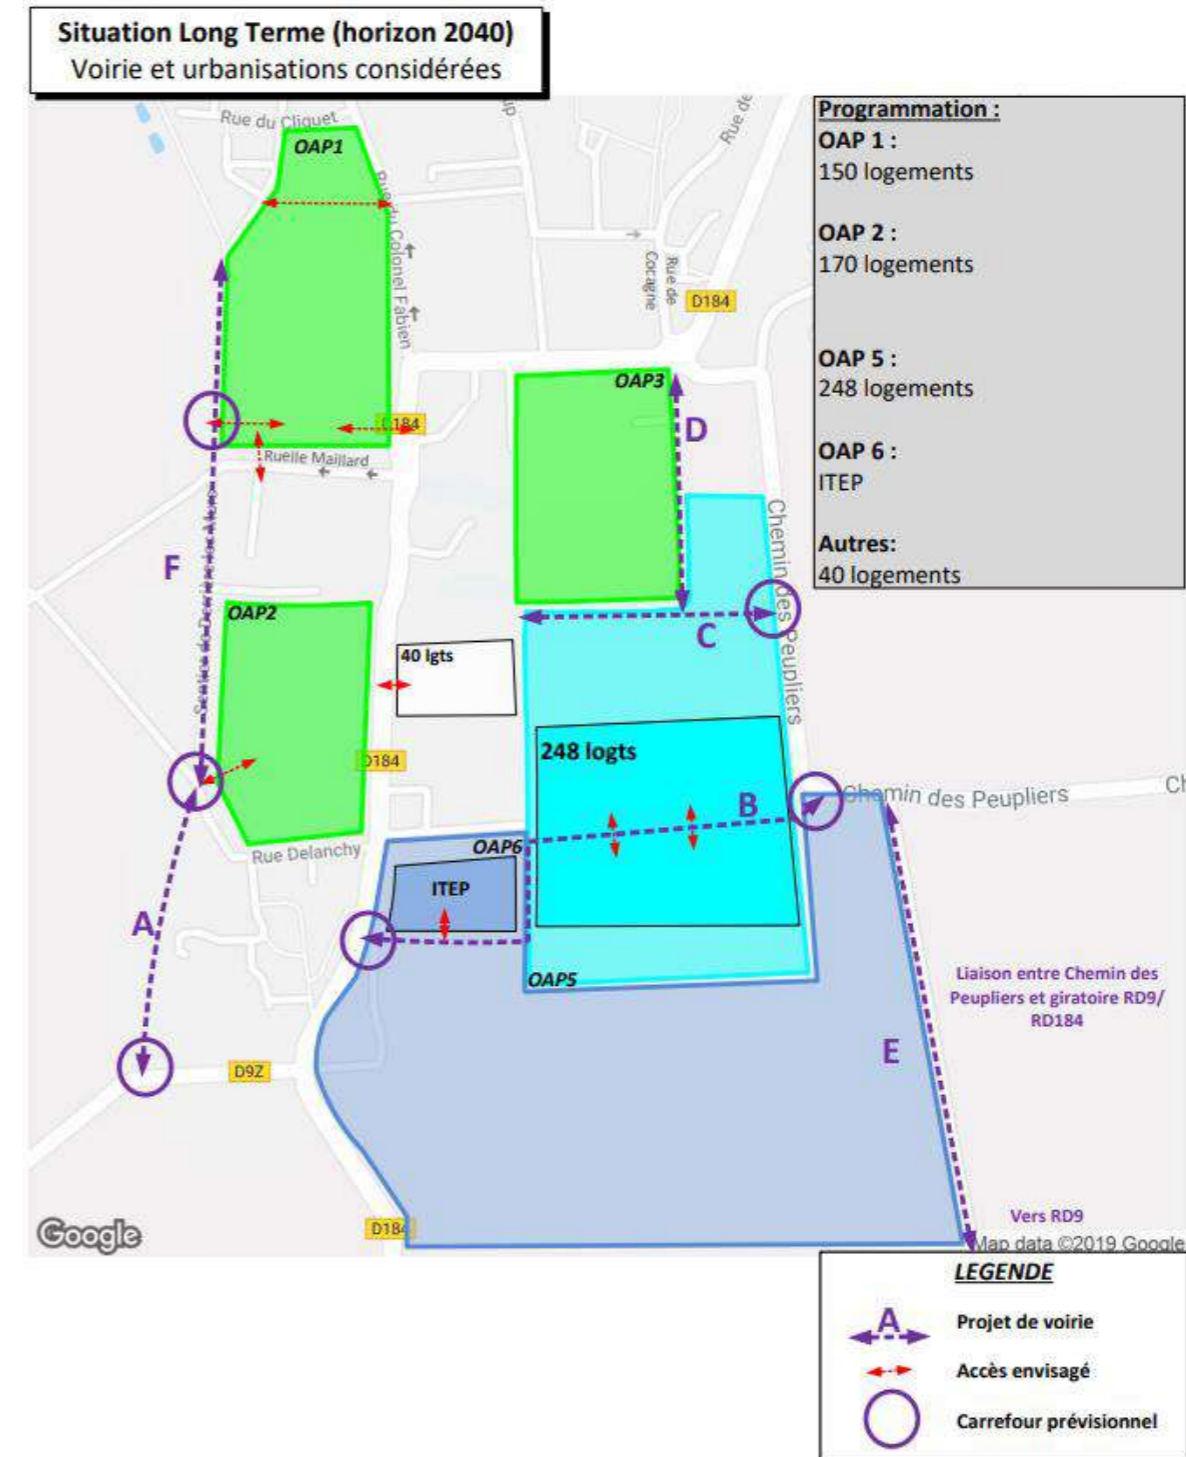 Situation Long Terme (horizon 2040)
Voirie et urbanisations considérées
Programmation :
OAP 1 :
150 logements
OAP 2 :
170 logements
OAP 5 :
248 logements
OAP 6 :
ITEP
Autres:
40 logements
Rue du Cliquet
OAP1
Rue du Colonel Fabien
Rue de
Rue de
Cocagne
D184
OAP3
D
D184
Ruelle Maillard
F
Chemin des Peupliers
OAP2
C
40 lgts
248 logts
D184
B
Chemin des Peupliers
Rue Delanchy
OAP6
ITEP
A
OAP5
Liaison entre Chemin des
Peupliers et giratoire RD9/
RD184
E
D9Z
Vers RD9
D184
Google
Map data ©2019 Google
LEGENDE
A
Projet de voirie
Accès envisagé
Carrefour prévisionnel